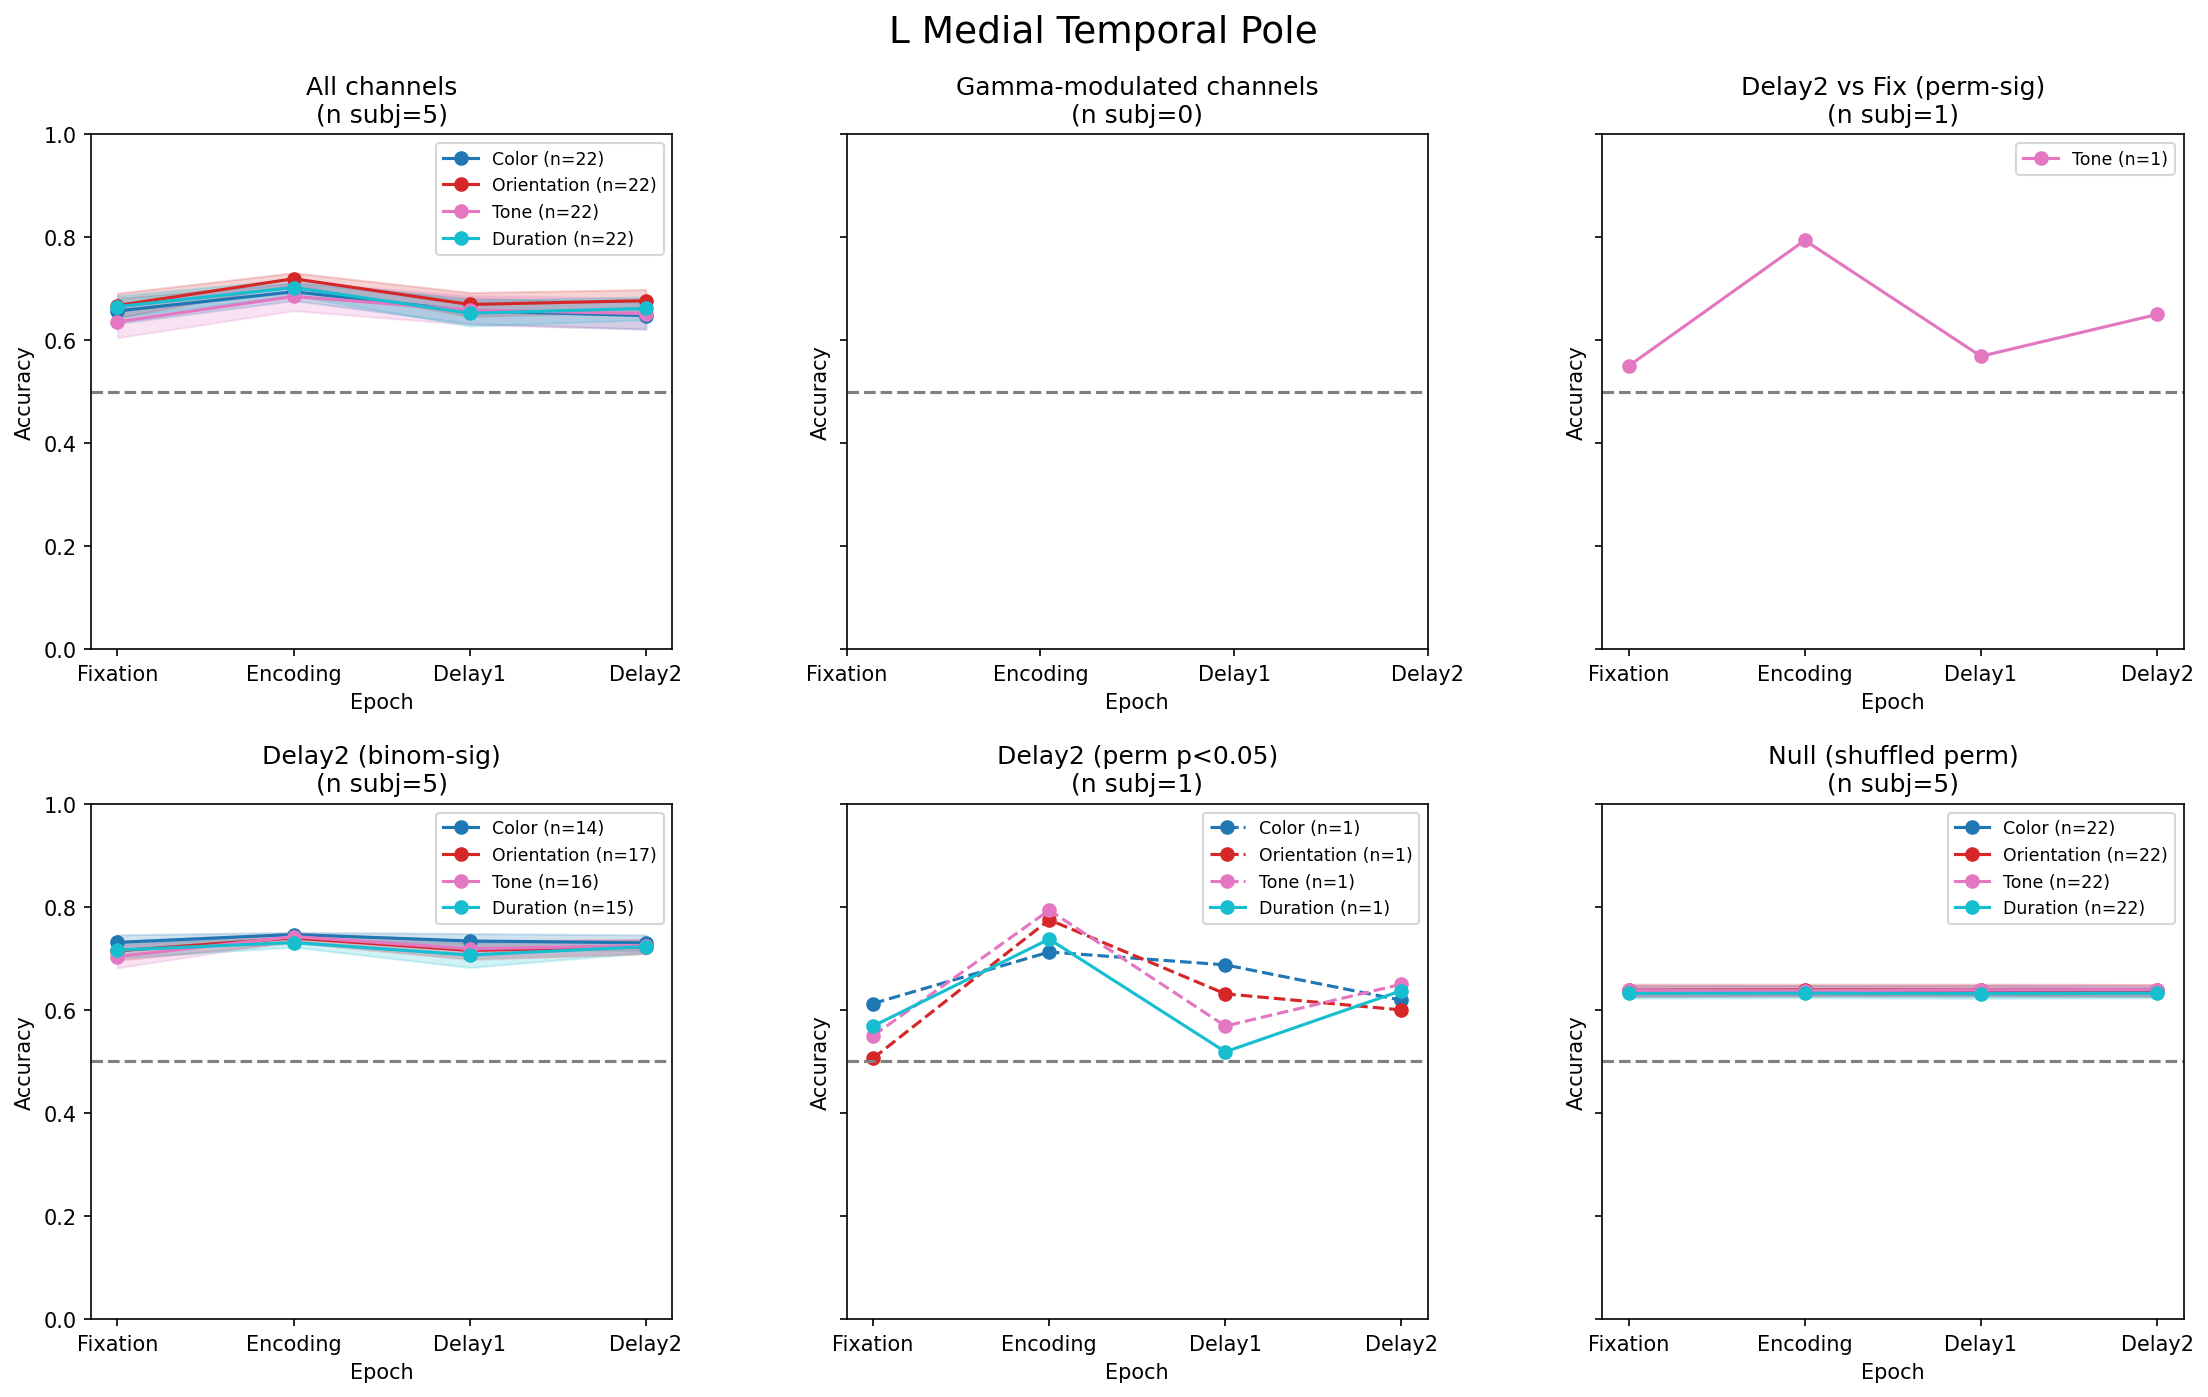 L Medial Temporal Pole
All channels
(n subj=5)
1.0
0.8
0.6
0.4
0.2
0.0
Accuracy
Color (n=22)
Orientation (n=22)
Tone (n=22)
Duration (n=22)
Fixation Encoding Delay1 Delay2
Epoch
Gamma-modulated channels
(n subj=0)
Accuracy
Fixation Encoding Delay1 Delay2
Epoch
Delay2 vs Fix (perm-sig)
(n subj=1)
Accuracy
Tone (n=1)
Fixation Encoding Delay1 Delay2
Epoch
Delay2 (binom-sig)
(n subj=5)
1.0
0.8
0.6
0.4
0.2
0.0
Accuracy
Color (n=14)
Orientation (n=17)
Tone (n=16)
Duration (n=15)
Fixation Encoding Delay1 Delay2
Epoch
Delay2 (perm p<0.05)
(n subj=1)
Accuracy
Color (n=1)
Orientation (n=1)
Tone (n=1)
Duration (n=1)
Fixation Encoding Delay1 Delay2
Epoch
Null (shuffled perm)
(n subj=5)
Accuracy
Color (n=22)
Orientation (n=22)
Tone (n=22)
Duration (n=22)
Fixation Encoding Delay1 Delay2
Epoch